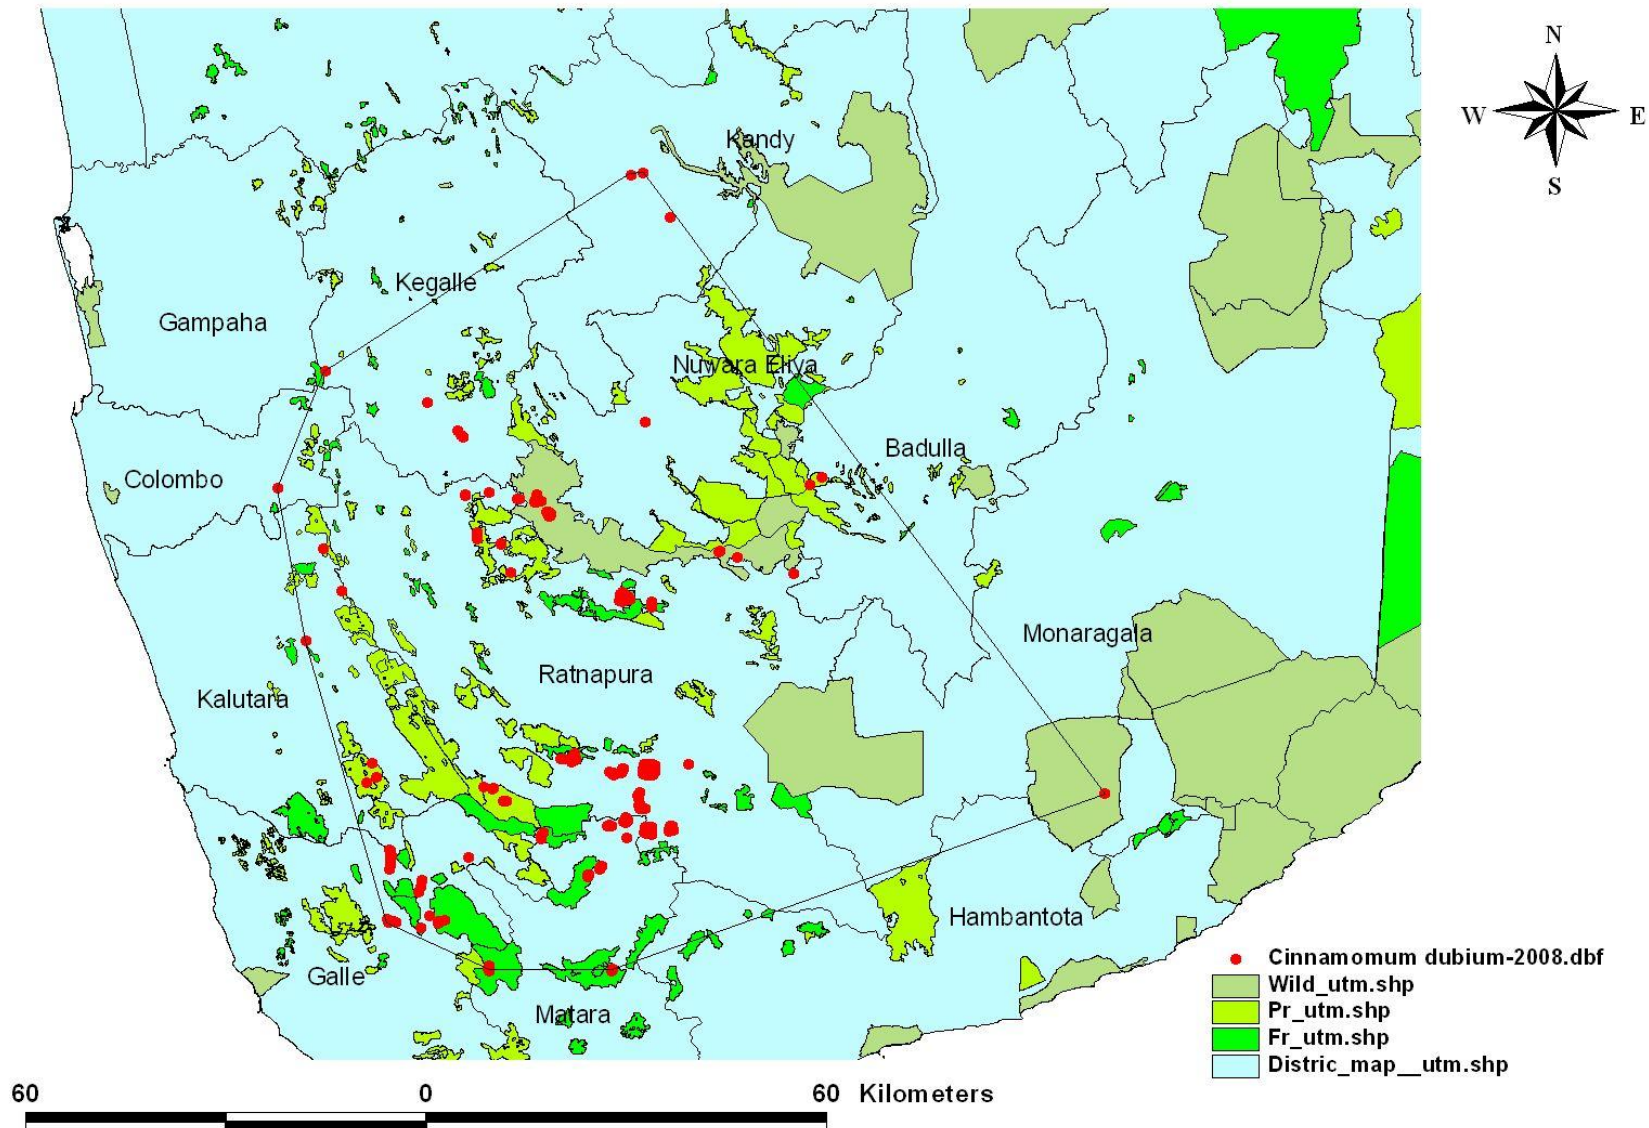 N
W E
S
Kandy
Kegalle
Gampaha
Nuwara Eliya
Badulla
Colombo
Monaragala
Ratnapura
Kalutara
Hambantota
Galle
Matara
Cinnamomum dubium-2008.dbf
Wild_utm.shp
Pr_utm.shp
Fr_utm.shp
Distric_map__utm.shp
60 0 60 Kilometers